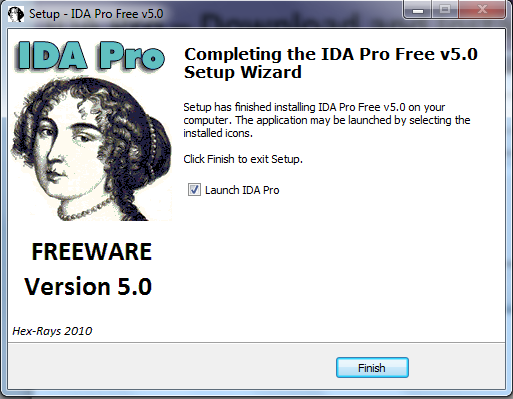 Setup - IDA Pro Free v5.0
IDA Pro
Completing the IDA Pro Free v5.0
Setup Wizard
Setup has finished installing IDA Pro Free v5.0 on your
computer. The application may be launched by selecting the
installed icons.
Click Finish to exit Setup.
Launch IDA Pro
FREEWARE
Version 5.0
Hex-Rays 2010
Finish